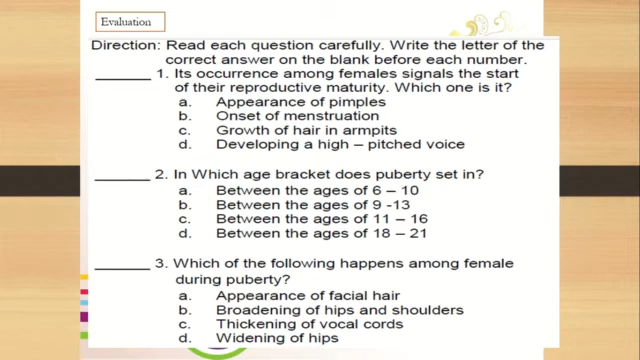 Evaluation
Direction: Read each question carefully. Write the letter of the
correct answer on the blank before each number.
______ 1. Its occurrence among females signals the start
of their reproductive maturity. Which one is it?
a. Appearance of pimples
b. Onset of menstruation
c. Growth of hair in armpits
d. Developing a high – pitched voice
______ 2. In Which age bracket does puberty set in?
a. Between the ages of 6 – 10
b. Between the ages of 9 -13
c. Between the ages of 11 – 16
d. Between the ages of 18 – 21
______ 3. Which of the following happens among female
during puberty?
a. Appearance of facial hair
b. Broadening of hips and shoulders
c. Thickening of vocal cords
d. Widening of hips